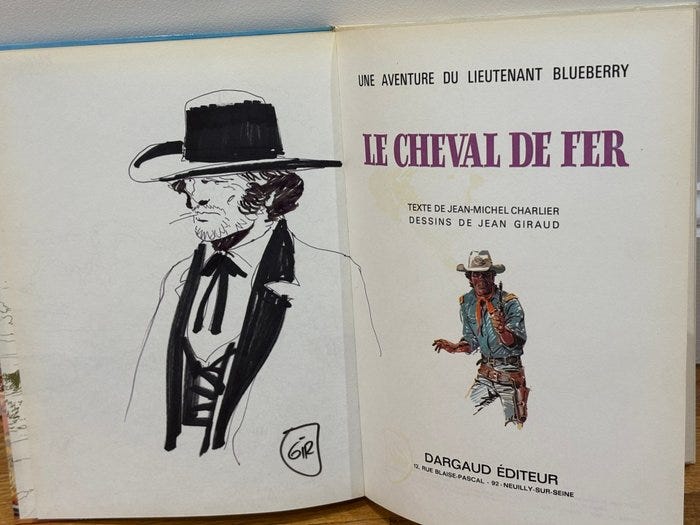 UNE AVENTURE DU LIEUTENANT BLUEBERRY
LE CHEVAL DE FER
TEXTE DE JEAN-MICHEL CHARLIER
DESSINS DE JEAN GIRAUD
GIR
DARGAUD ÉDITEUR
12, RUE BLAISE-PASCAL - 92-NEUILLY-SUR-SEINE